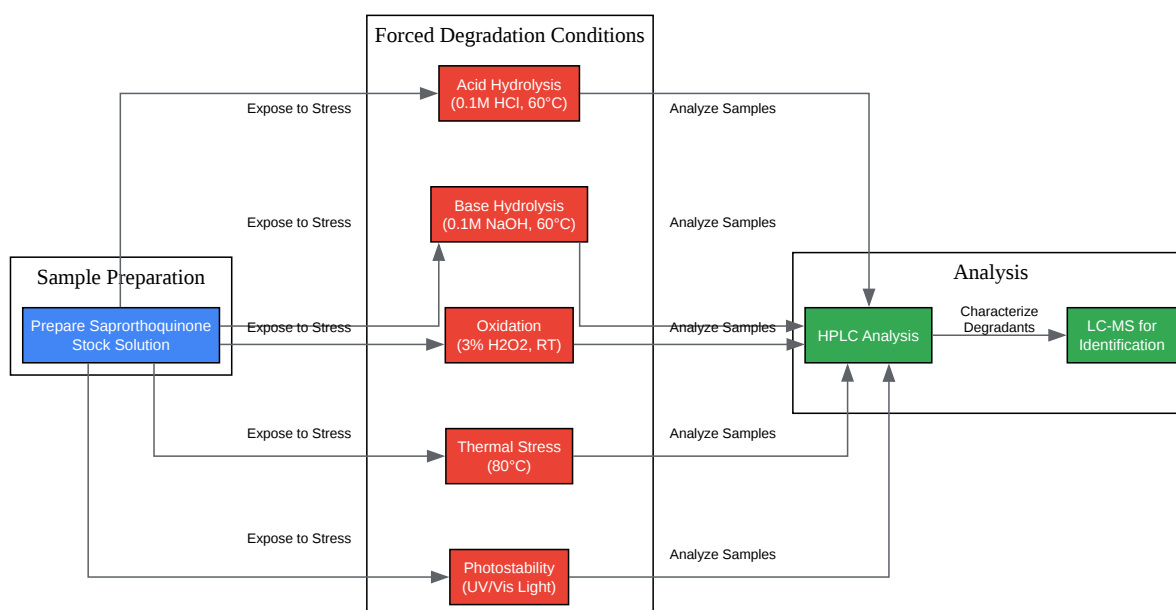 Forced Degradation Conditions
Acid Hydrolysis
(0.1M HCl, 60°C)
Expose to Stress
Analyze Samples
Base Hydrolysis
(0.1M NaOH, 60°C)
Expose to Stress
Analyze Samples
Sample Preparation
Analysis
Prepare Saprorthoquinone
Stock Solution
Expose to Stress
Oxidation
(3% H2O2, RT)
Analyze Samples
HPLC Analysis
Characterize
Degradants
LC-MS for
Identification
Expose to Stress
Thermal Stress
(80°C)
Analyze Samples
Expose to Stress
Photostability
(UV/Vis Light)
Analyze Samples